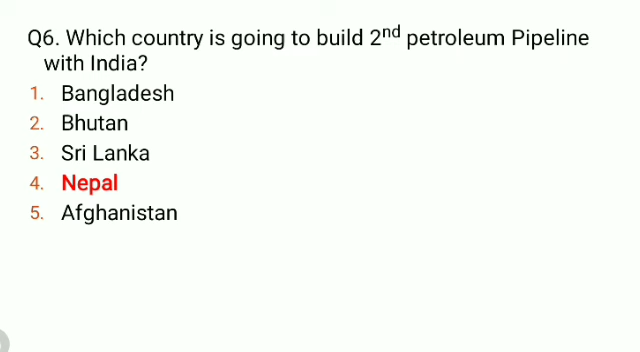 Q6. Which country is going to build 2nd petroleum Pipeline
with India?
1. Bangladesh
2. Bhutan
3. Sri Lanka
4. Nepal
5. Afghanistan